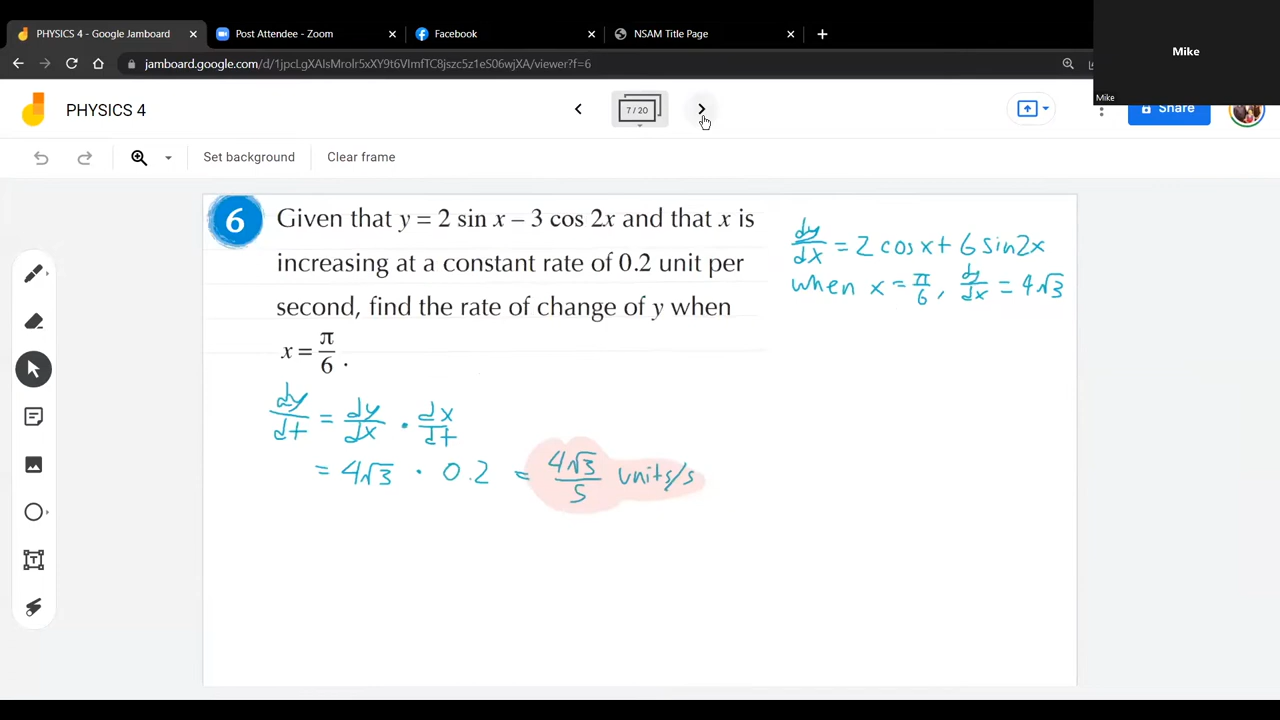 PHYSICS 4 - Google Jamboard
Post Attendee - Zoom
Facebook
NSAM Title Page
Mike
Mike
PHYSICS 4
7 / 20
Share
Set background
Clear frame
6
Given that y = 2 sin x – 3 cos 2x and that x is
increasing at a constant rate of 0.2 unit per
second, find the rate of change of y when
x = π/6 .
dy/dx = 2 cos x + 6 sin 2x
when x = π/6, dy/dx = 4√3
dy/dt = dy/dx · dx/dt
= 4√3 · 0.2 = 4√3/5 units/s